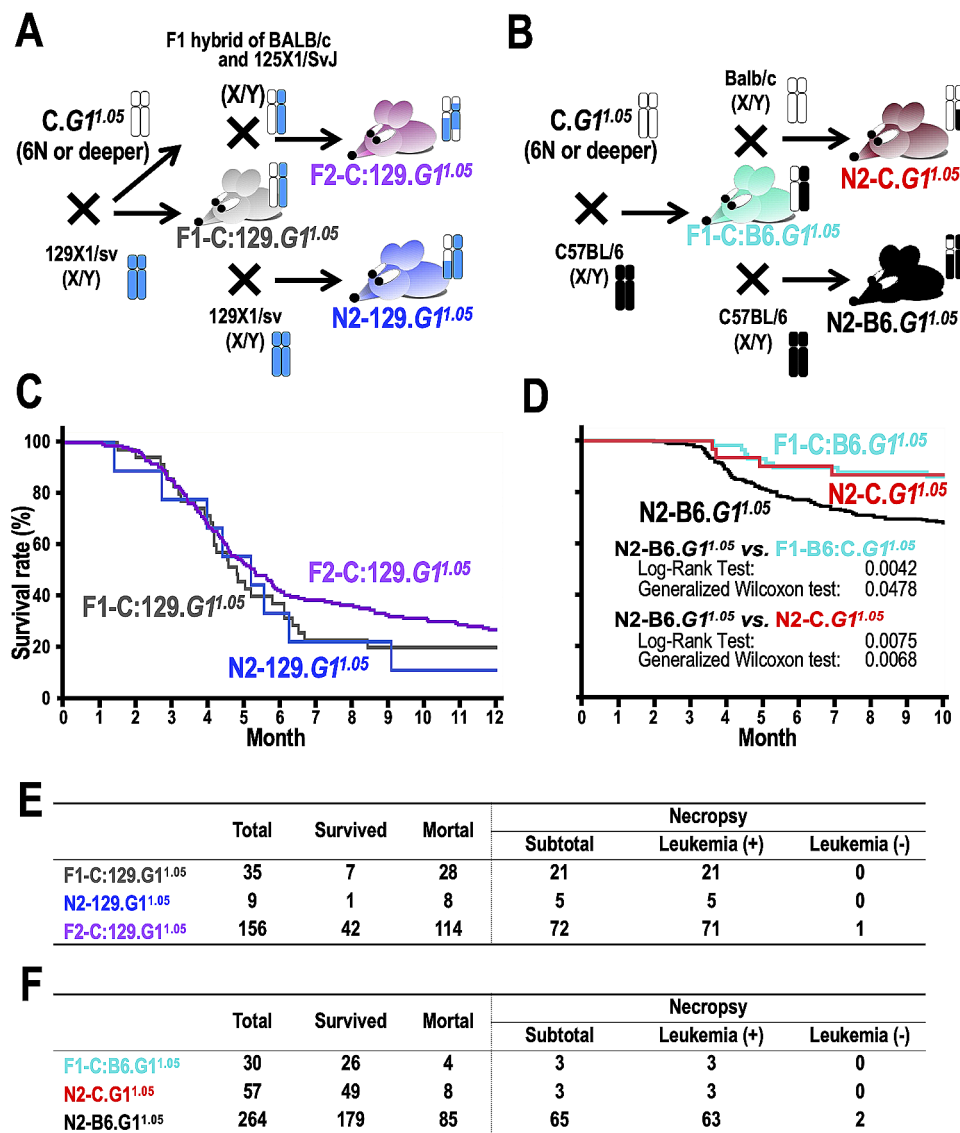 A
F1 hybrid of BALB/c
and 125X1/SvJ
(X/Y)
C.G1^1.05
(6N or deeper)
F2-C:129.G1^1.05
F1-C:129.G1^1.05
129X1/sv
(X/Y)
N2-129.G1^1.05
129X1/sv
(X/Y)
B
Balb/c
(X/Y)
C.G1^1.05
(6N or deeper)
N2-C.G1^1.05
F1-C:B6.G1^1.05
C57BL/6
(X/Y)
N2-B6.G1^1.05
C57BL/6
(X/Y)
C
Survival rate (%)
100
80
60
40
20
0
F2-C:129.G1^1.05
F1-C:129.G1^1.05
N2-129.G1^1.05
0 1 2 3 4 5 6 7 8 9 10 11 12
Month
D
F1-C:B6.G1^1.05
N2-C.G1^1.05
N2-B6.G1^1.05
N2-B6.G1^1.05 vs. F1-B6:C.G1^1.05
Log-Rank Test: 0.0042
Generalized Wilcoxon test: 0.0478
N2-B6.G1^1.05 vs. N2-C.G1^1.05
Log-Rank Test: 0.0075
Generalized Wilcoxon test: 0.0068
0 1 2 3 4 5 6 7 8 9 10
Month
E
Total Survived Mortal Necropsy
Subtotal Leukemia (+) Leukemia (-)
F1-C:129.G1^1.05 35 7 28 21 21 0
N2-129.G1^1.05 9 1 8 5 5 0
F2-C:129.G1^1.05 156 42 114 72 71 1
F
Total Survived Mortal Necropsy
Subtotal Leukemia (+) Leukemia (-)
F1-C:B6.G1^1.05 30 26 4 3 3 0
N2-C.G1^1.05 57 49 8 3 3 0
N2-B6.G1^1.05 264 179 85 65 63 2